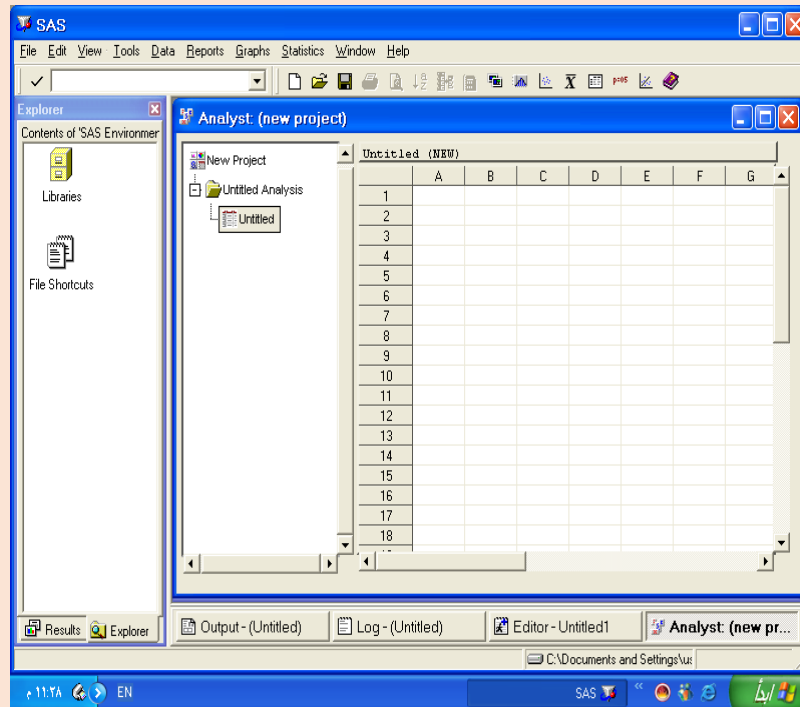 SAS
File Edit View Tools Data Reports Graphs Statistics Window Help
Explorer
Contents of 'SAS Environmer
Libraries
File Shortcuts
Analyst: (new project)
New Project
Untitled Analysis
Untitled
Untitled (NEW)
A B C D E F G
1
2
3
4
5
6
7
8
9
10
11
12
13
14
15
16
17
18
Results Explorer
Output - (Untitled) Log - (Untitled) Editor - Untitled1 Analyst: (new pr...
C:\Documents and Settings\us
ابدأ SAS EN ١١:٢٨ م